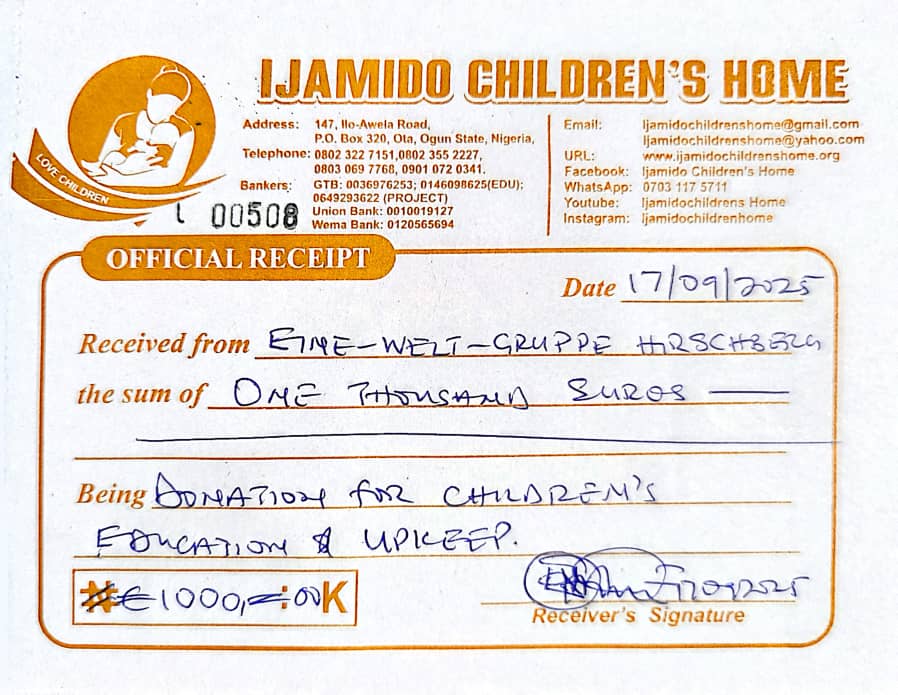 IJAMIDO CHILDREN'S HOME
Address: 147, Ilo-Awela Road,
P.O. Box 320, Ota, Ogun State, Nigeria,
Telephone: 0802 322 7151,0802 355 2227,
0803 069 7768, 0901 072 0341.
Bankers: GTB: 0036976253; 0146098625(EDU);
0649293622 (PROJECT)
Union Bank: 0010019127
Wema Bank: 0120565694
Email: Ijamidochildrenshome@gmail.com
Ijamidochildrenshome@yahoo.com
URL: www.ijamidochildrenshome.org
Facebook: Ijamido Children's Home
WhatsApp: 0703 117 5711
Youtube: Ijamidochildrens Home
Instagram: Ijamidochildrenhome
LOVE CHILDREN
00508
OFFICIAL RECEIPT
Date 17/09/2025
Received from EINE-WELT-GRUPPE HIRSCHBERG
the sum of ONE THOUSAND EUROS
Being DONATION FOR CHILDREN'S
EDUCATION & UPKEEP.
₦ € 1000,=:00K
Receiver's Signature